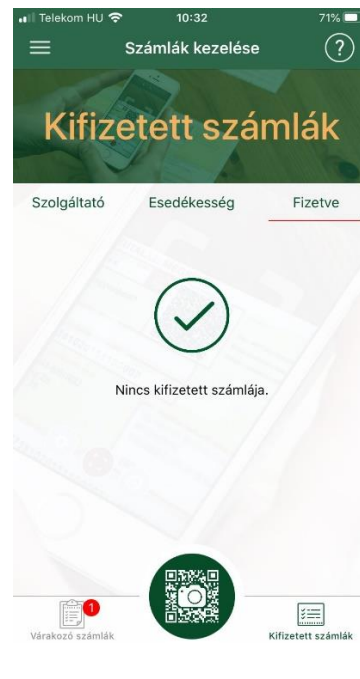 Telekom HU 10:32 71%
Számlák kezelése ?
Kifizetett számlák
Szolgáltató Esedékesség Fizetve
Nincs kifizetett számlája.
1
Várakozó számlák Kifizetett számlák